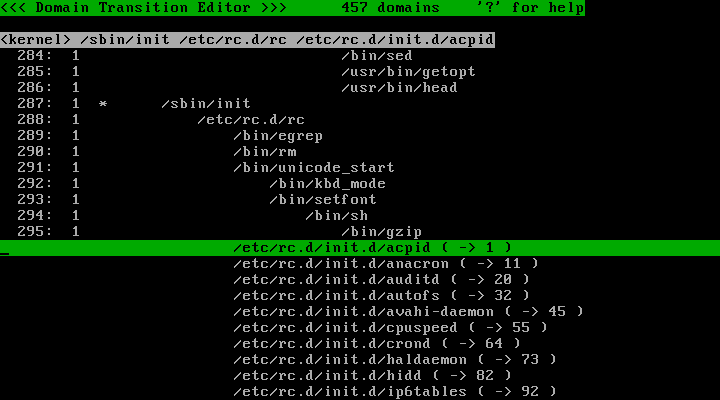 <<< Domain Transition Editor >>>      457 domains    '?' for help
<kernel> /sbin/init /etc/rc.d/rc /etc/rc.d/init.d/acpid
284:  1                             /bin/sed
285:  1                             /usr/bin/getopt
286:  1                             /usr/bin/head
287:  1  *      /sbin/init
288:  1             /etc/rc.d/rc
289:  1                 /bin/egrep
290:  1                 /bin/rm
291:  1                 /bin/unicode_start
292:  1                     /bin/kbd_mode
293:  1                     /bin/setfont
294:  1                         /bin/sh
295:  1                             /bin/gzip
_                         /etc/rc.d/init.d/acpid ( -> 1 )
/etc/rc.d/init.d/anacron ( -> 11 )
/etc/rc.d/init.d/auditd ( -> 20 )
/etc/rc.d/init.d/autofs ( -> 32 )
/etc/rc.d/init.d/avahi-daemon ( -> 45 )
/etc/rc.d/init.d/cpuspeed ( -> 55 )
/etc/rc.d/init.d/crond ( -> 64 )
/etc/rc.d/init.d/haldaemon ( -> 73 )
/etc/rc.d/init.d/hidd ( -> 82 )
/etc/rc.d/init.d/ip6tables ( -> 92 )